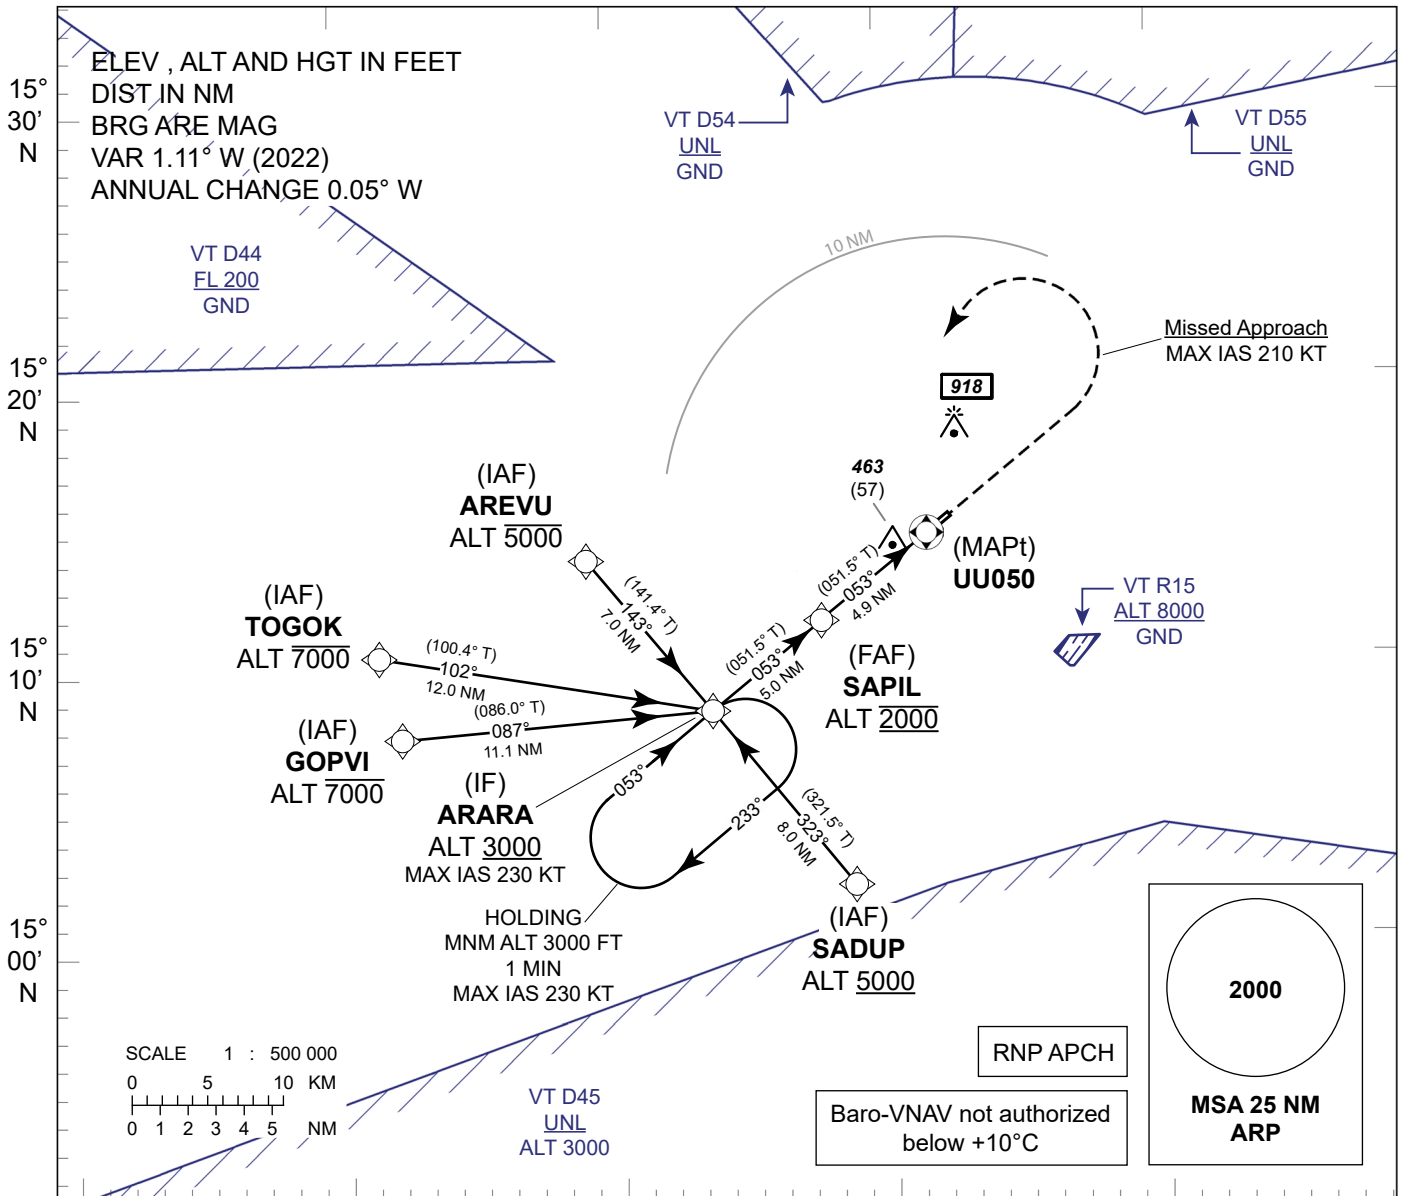 ELEV , ALT AND HGT IN FEET
DIST IN NM
BRG ARE MAG
VAR 1.11° W (2022)
ANNUAL CHANGE 0.05° W
15°
30'
N
VT D54
UNL
GND
VT D55
UNL
GND
VT D44
FL 200
GND
10 NM
Missed Approach
MAX IAS 210 KT
15°
20'
N
918
463
(57)
(IAF)
AREVU
ALT 5000
(141.4° T)
143°
7.0 NM
(MAPt)
UU050
(051.5° T)
053°
4.9 NM
VT R15
ALT 8000
GND
(IAF)
TOGOK
ALT 7000
(100.4° T)
102°
12.0 NM
15°
10'
N
(051.5° T)
053°
5.0 NM
(FAF)
SAPIL
ALT 2000
(IAF)
GOPVI
ALT 7000
(086.0° T)
087°
11.1 NM
(IF)
ARARA
ALT 3000
MAX IAS 230 KT
053°
233°
(321.5° T)
323°
8.0 NM
HOLDING
MNM ALT 3000 FT
1 MIN
MAX IAS 230 KT
(IAF)
SADUP
ALT 5000
15°
00'
N
2000
MSA 25 NM
ARP
RNP APCH
Baro-VNAV not authorized
below +10°C
SCALE 1 : 500 000
0 5 10 KM
0 1 2 3 4 5 NM
VT D45
UNL
ALT 3000